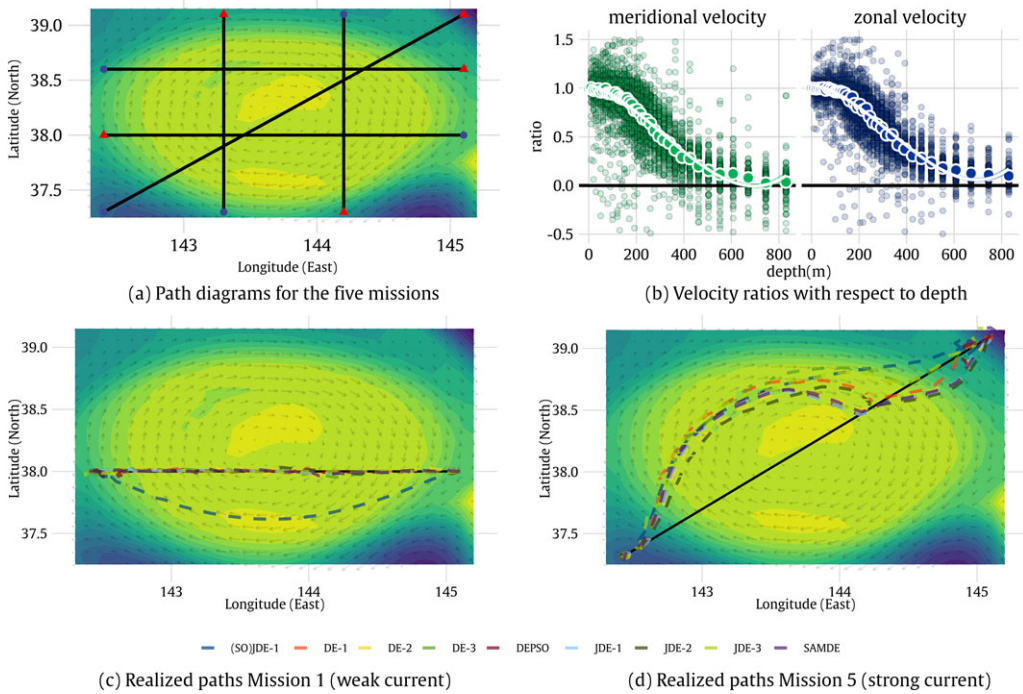 meridional velocity
zonal velocity
Latitude (North)
39.0
38.5
38.0
37.5
143
144
145
Longitude (East)
ratio
1.5
1.0
0.5
0.0
-0.5
0
200
400
600
800
0
200
400
600
800
depth(m)
(a) Path diagrams for the five missions
(b) Velocity ratios with respect to depth
Latitude (North)
39.0
38.5
38.0
37.5
143
144
145
Longitude (East)
Latitude (North)
39.0
38.5
38.0
37.5
143
144
145
Longitude (East)
(SO)JDE-1
DE-1
DE-2
DE-3
DEPSO
JDE-1
JDE-2
JDE-3
SAMDE
(c) Realized paths Mission 1 (weak current)
(d) Realized paths Mission 5 (strong current)